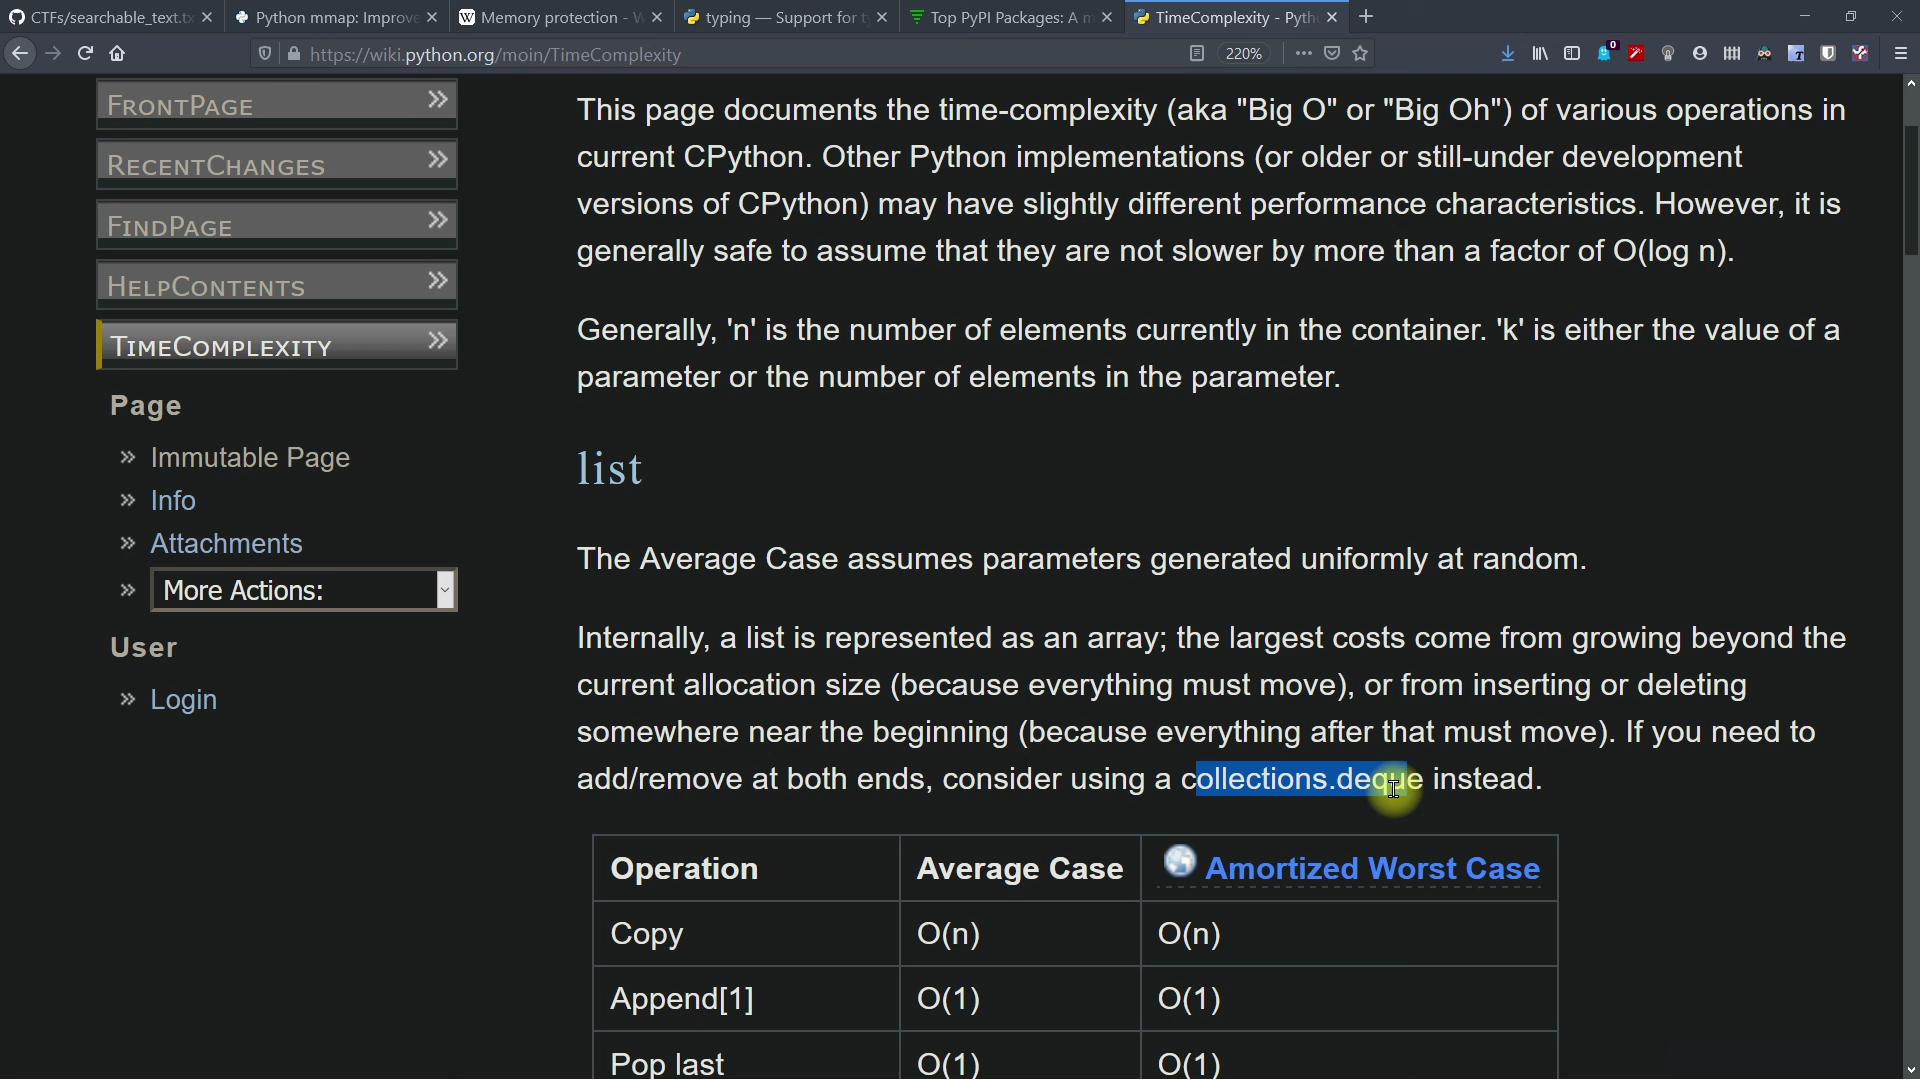 CTFs/searchable_text.tx
Python mmap: Improve
Memory protection - W
typing — Support for t
Top PyPI Packages: A m
TimeComplexity - Pyth
https://wiki.python.org/moin/TimeComplexity
220%
0
FrontPage
RecentChanges
FindPage
HelpContents
TimeComplexity
Page
Immutable Page
Info
Attachments
More Actions:
User
Login
This page documents the time-complexity (aka "Big O" or "Big Oh") of various operations in
current CPython. Other Python implementations (or older or still-under development
versions of CPython) may have slightly different performance characteristics. However, it is
generally safe to assume that they are not slower by more than a factor of O(log n).
Generally, 'n' is the number of elements currently in the container. 'k' is either the value of a
parameter or the number of elements in the parameter.
list
The Average Case assumes parameters generated uniformly at random.
Internally, a list is represented as an array; the largest costs come from growing beyond the
current allocation size (because everything must move), or from inserting or deleting
somewhere near the beginning (because everything after that must move). If you need to
add/remove at both ends, consider using a collections.deque instead.
Operation Average Case Amortized Worst Case
Copy O(n) O(n)
Append[1] O(1) O(1)
Pop last O(1) O(1)